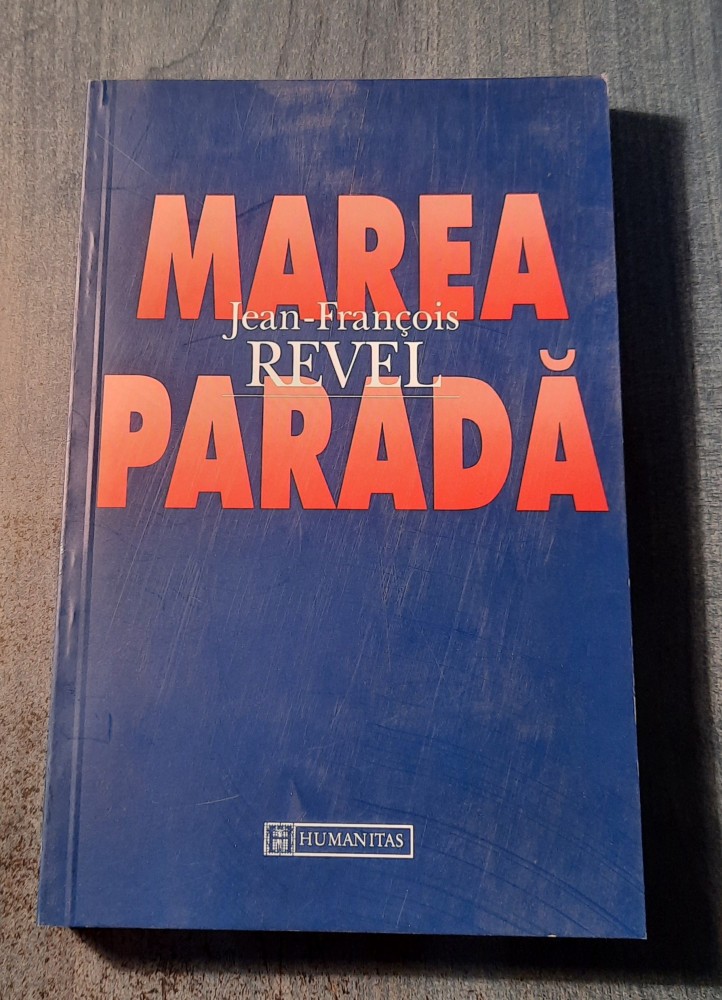 MAREA
Jean-François
REVEL
PARADĂ
HUMANITAS